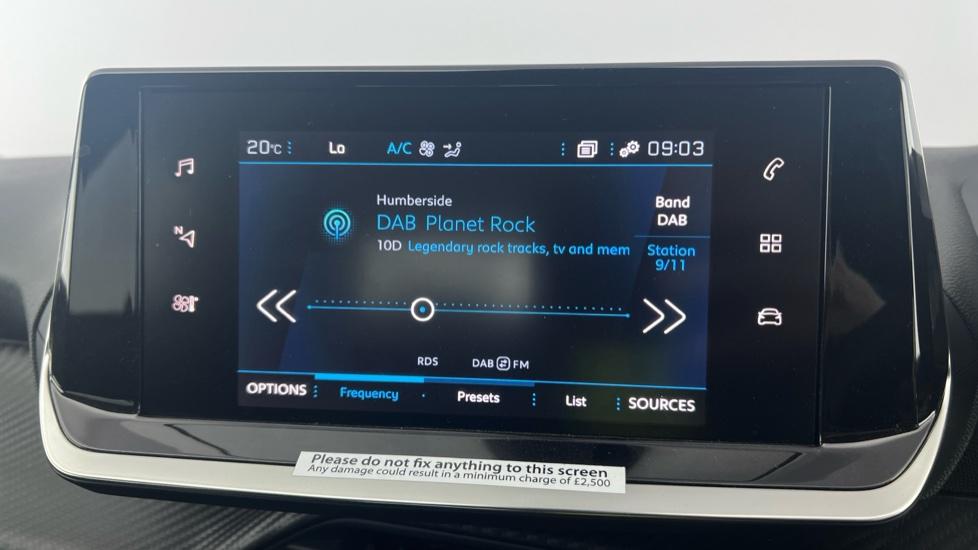 20°C Lo A/C 09:03
Humberside
DAB Planet Rock
10D Legendary rock tracks, tv and mem
Band
DAB
Station
9/11
N
RDS DAB FM
OPTIONS Frequency Presets List SOURCES
Please do not fix anything to this screen
Any damage could result in a minimum charge of £2,500